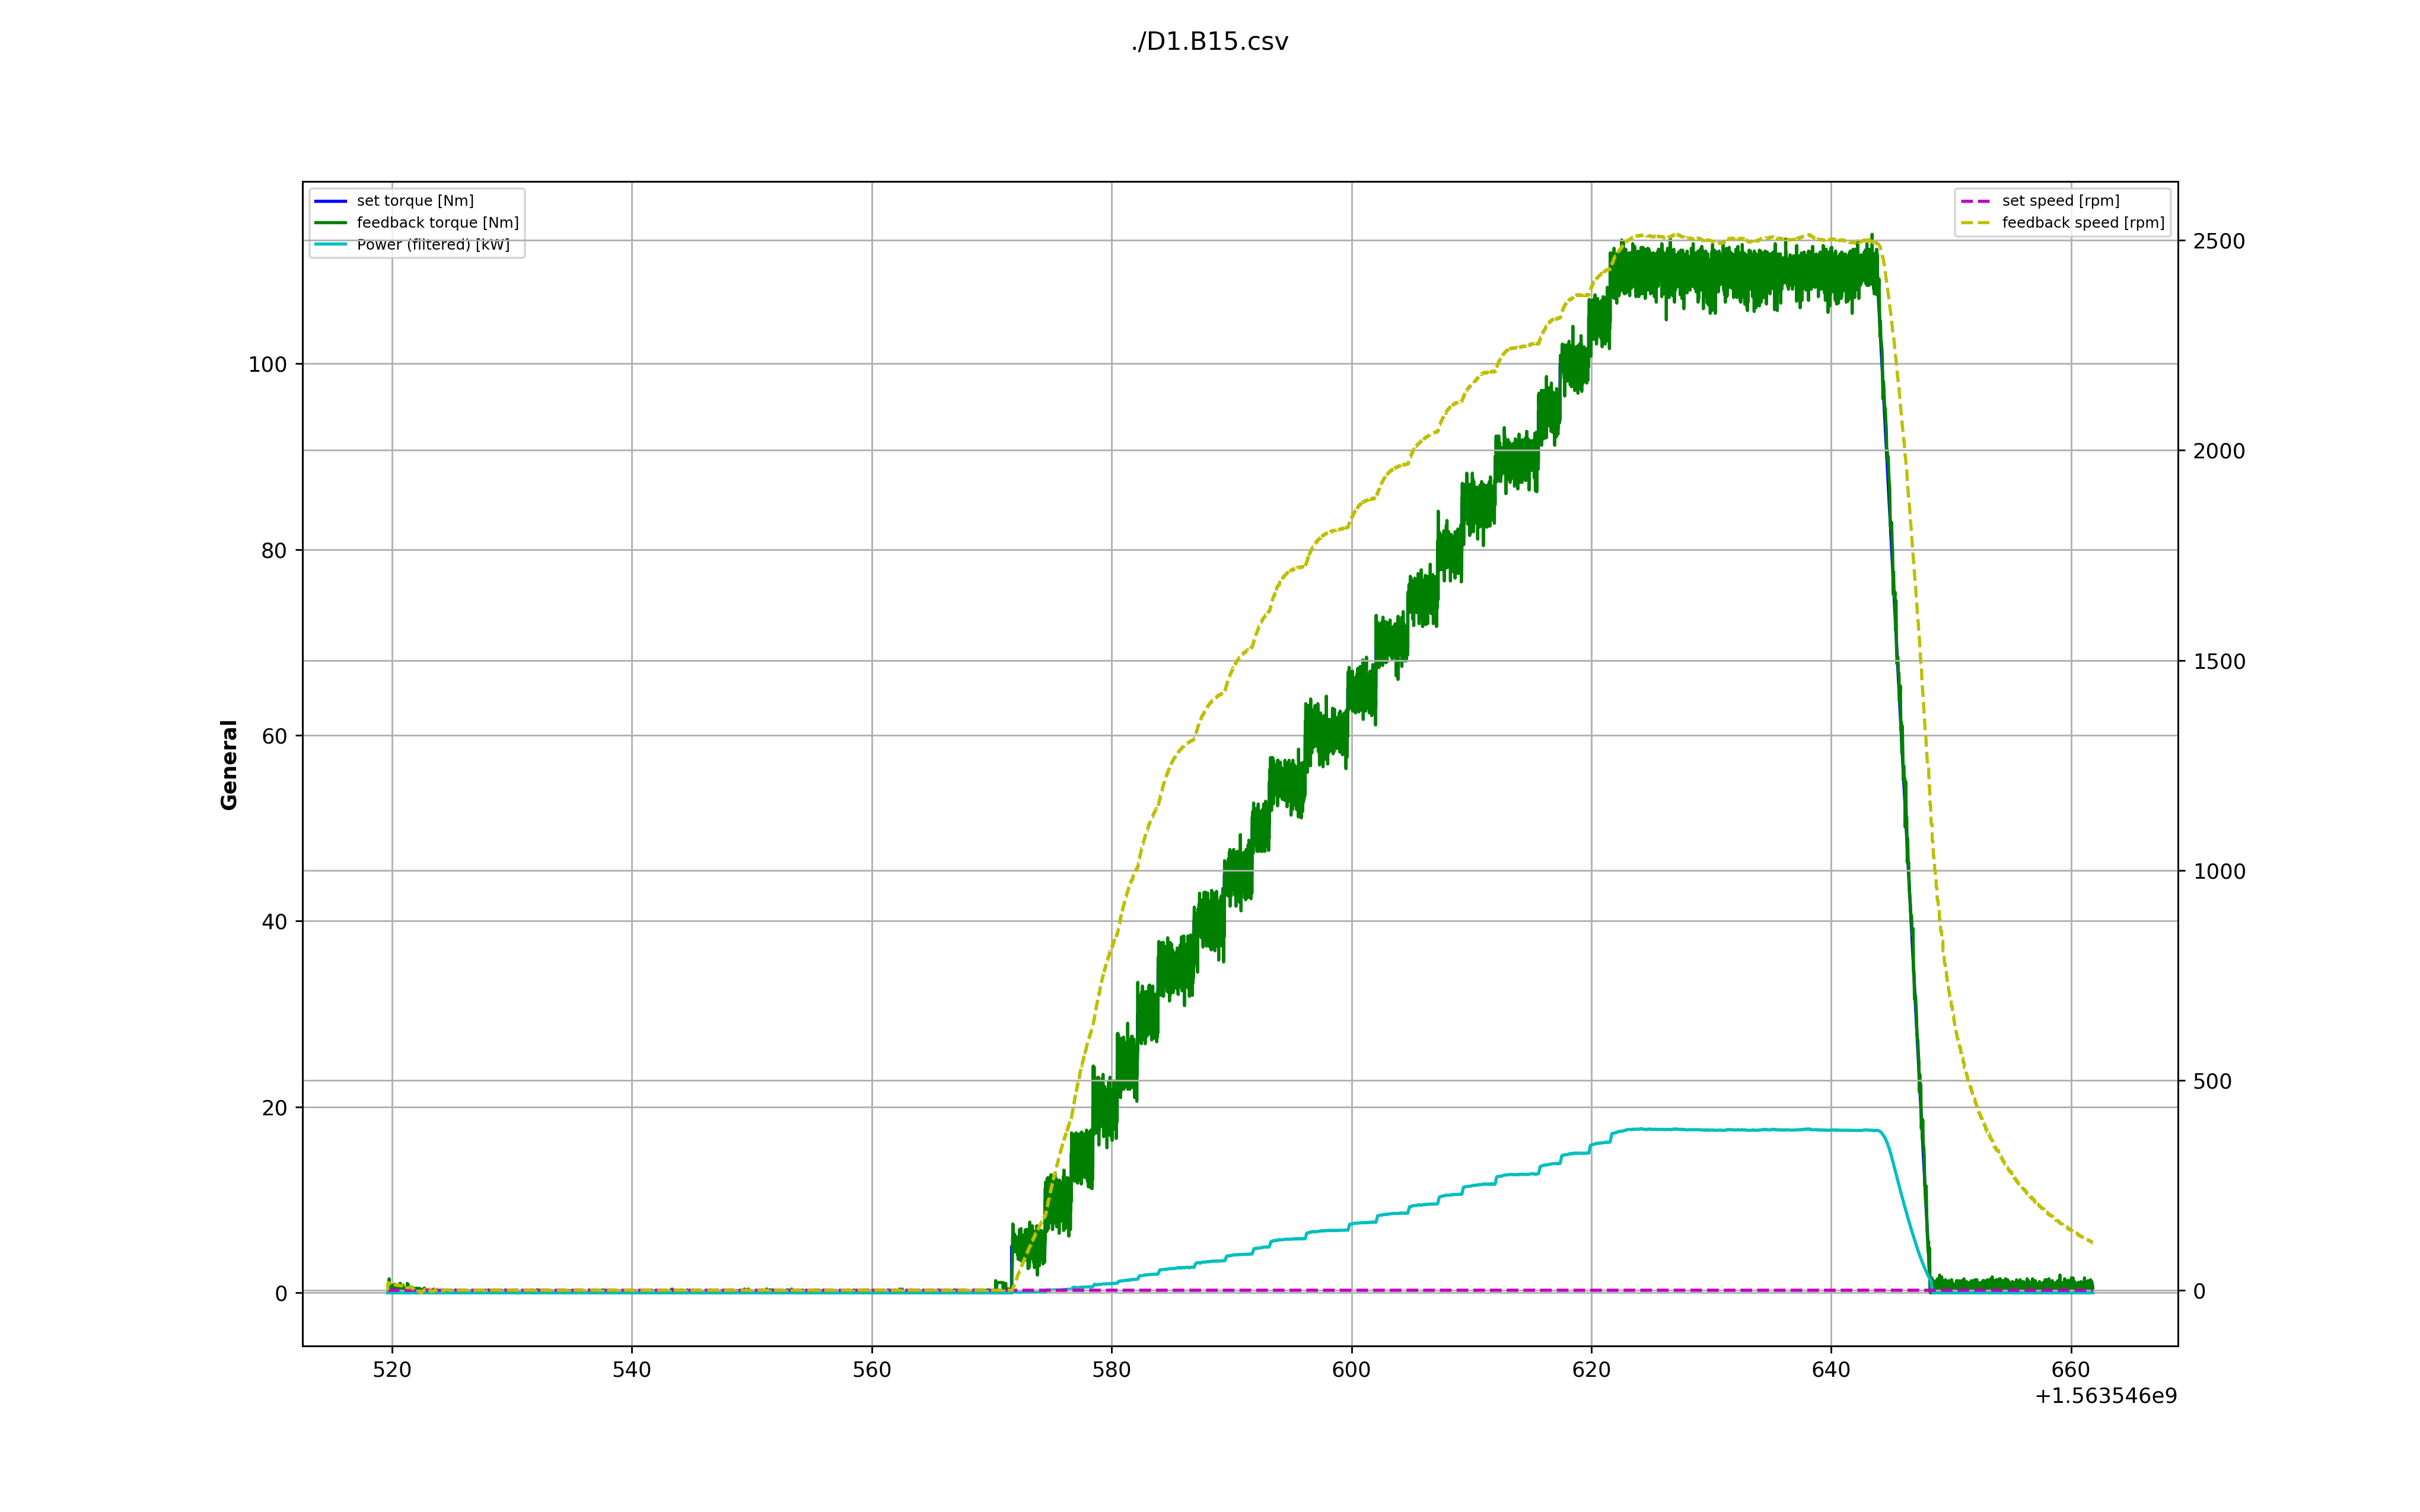 ./D1.B15.csv
set torque [Nm]
feedback torque [Nm]
Power (filtered) [kW]
set speed [rpm]
feedback speed [rpm]
General
100
80
60
40
20
0
2500
2000
1500
1000
500
0
520 540 560 580 600 620 640 660
+1.563546e9